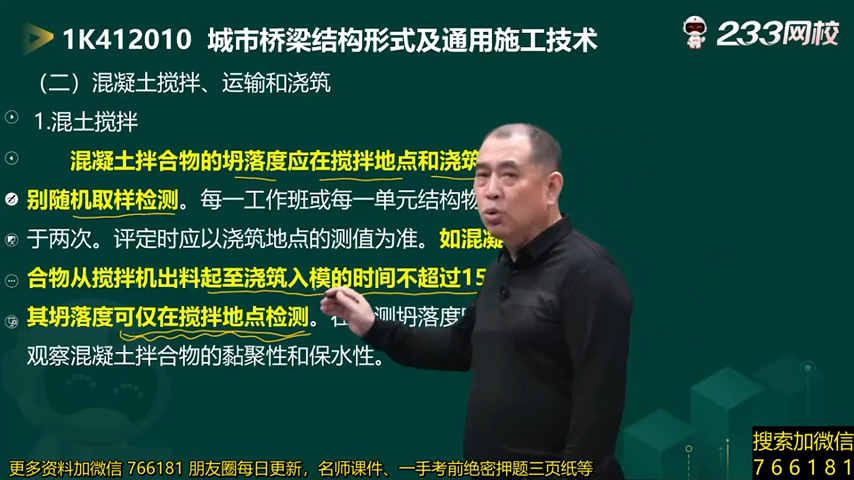 1K412010 城市桥梁结构形式及通用施工技术
233网校
（二）混凝土搅拌、运输和浇筑
1.混土搅拌
混凝土拌合物的坍落度应在搅拌地点和浇筑
别随机取样检测。每一工作班或每一单元结构物
于两次。评定时应以浇筑地点的测值为准。如混凝
合物从搅拌机出料起至浇筑入模的时间不超过15
其坍落度可仅在搅拌地点检测。在 测坍落度
观察混凝土拌合物的黏聚性和保水性。
搜索加微信
766181
更多资料加微信 766181 朋友圈每日更新，名师课件、一手考前绝密押题三页纸等